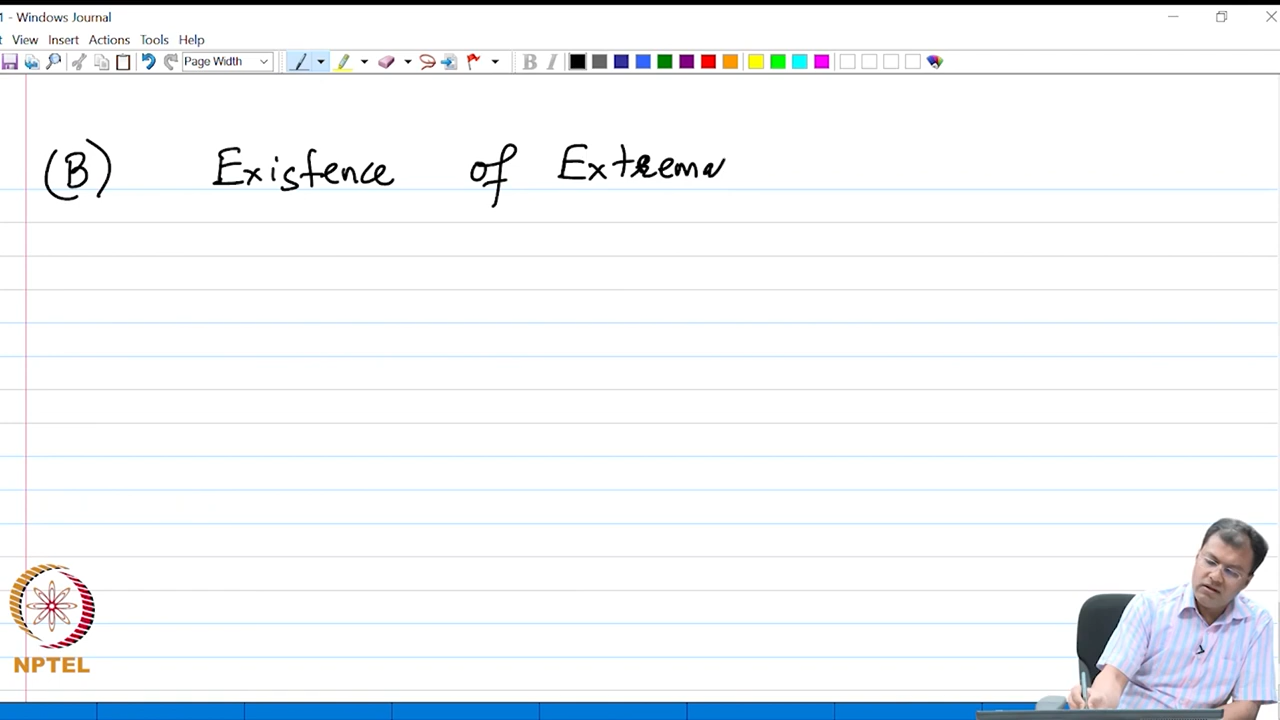 1 - Windows Journal
t View Insert Actions Tools Help
Page Width
B I
(B) Existence of Extrema
NPTEL